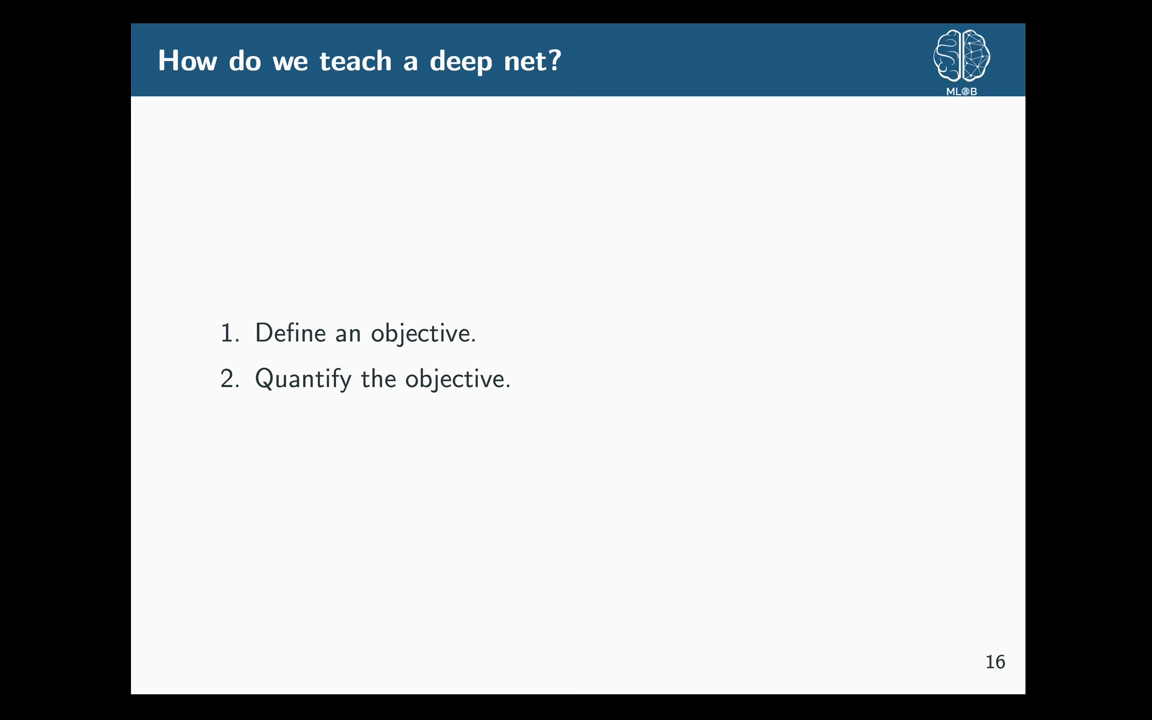 How do we teach a deep net?
ML@B
1. Define an objective.
2. Quantify the objective.
16